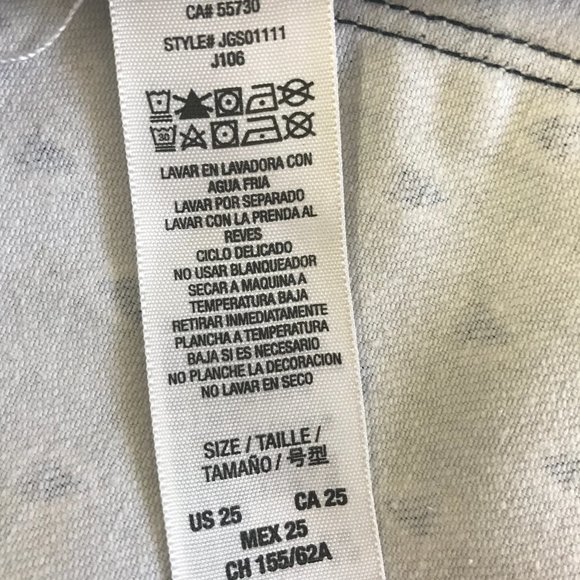 CA# 55730
STYLE# JGS01111
J106
30
LAVAR EN LAVADORA CON
AGUA FRIA
LAVAR POR SEPARADO
LAVAR CON LA PRENDA AL
REVES
CICLO DELICADO
NO USAR BLANQUEADOR
SECAR A MAQUINA A
TEMPERATURA BAJA
RETIRAR INMEDIATAMENTE
PLANCHA A TEMPERATURA
BAJA SI ES NECESARIO
NO PLANCHE LA DECORACION
NO LAVAR EN SECO
SIZE / TAILLE /
TAMAÑO / 号型
US 25 CA 25
MEX 25
CH 155/62A